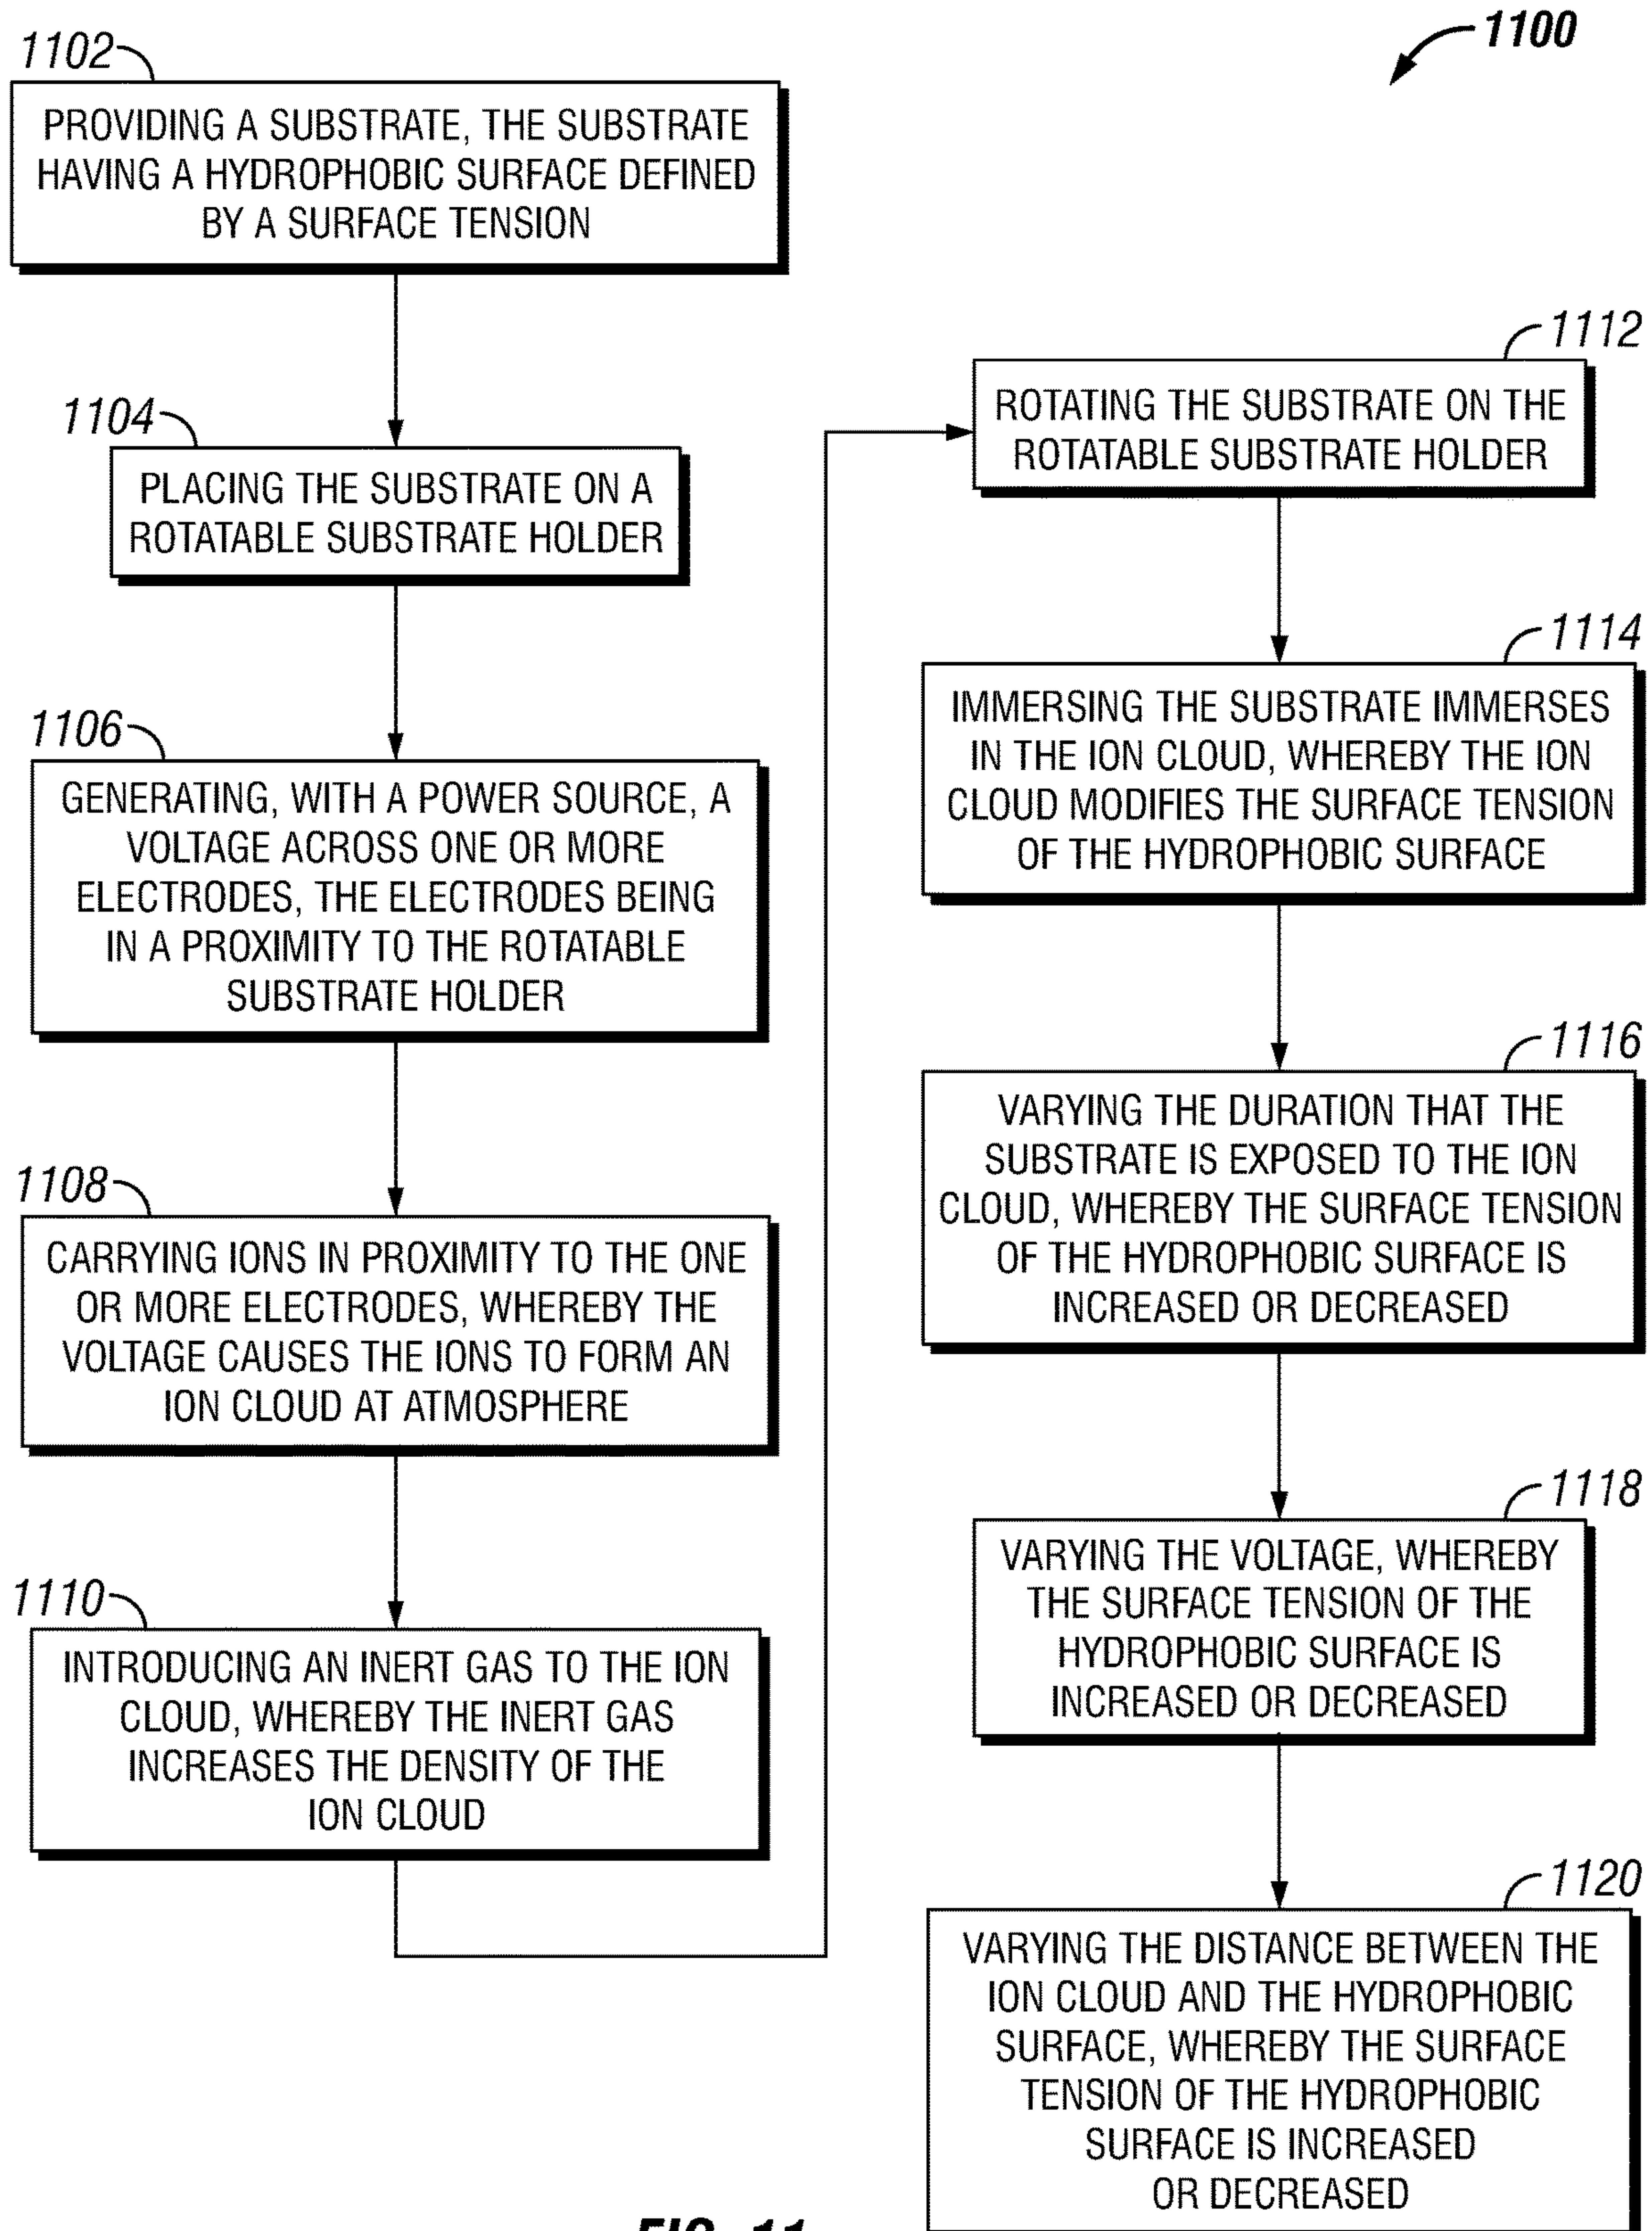 1100
1102
PROVIDING A SUBSTRATE, THE SUBSTRATE
HAVING A HYDROPHOBIC SURFACE DEFINED
BY A SURFACE TENSION
1104
PLACING THE SUBSTRATE ON A
ROTATABLE SUBSTRATE HOLDER
1106
GENERATING, WITH A POWER SOURCE, A
VOLTAGE ACROSS ONE OR MORE
ELECTRODES, THE ELECTRODES BEING
IN A PROXIMITY TO THE ROTATABLE
SUBSTRATE HOLDER
1108
CARRYING IONS IN PROXIMITY TO THE ONE
OR MORE ELECTRODES, WHEREBY THE
VOLTAGE CAUSES THE IONS TO FORM AN
ION CLOUD AT ATMOSPHERE
1110
INTRODUCING AN INERT GAS TO THE ION
CLOUD, WHEREBY THE INERT GAS
INCREASES THE DENSITY OF THE
ION CLOUD
1112
ROTATING THE SUBSTRATE ON THE
ROTATABLE SUBSTRATE HOLDER
1114
IMMERSING THE SUBSTRATE IMMERSES
IN THE ION CLOUD, WHEREBY THE ION
CLOUD MODIFIES THE SURFACE TENSION
OF THE HYDROPHOBIC SURFACE
1116
VARYING THE DURATION THAT THE
SUBSTRATE IS EXPOSED TO THE ION
CLOUD, WHEREBY THE SURFACE TENSION
OF THE HYDROPHOBIC SURFACE IS
INCREASED OR DECREASED
1118
VARYING THE VOLTAGE, WHEREBY
THE SURFACE TENSION OF THE
HYDROPHOBIC SURFACE IS
INCREASED OR DECREASED
1120
VARYING THE DISTANCE BETWEEN THE
ION CLOUD AND THE HYDROPHOBIC
SURFACE, WHEREBY THE SURFACE
TENSION OF THE HYDROPHOBIC
SURFACE IS INCREASED
OR DECREASED
FIG. 11